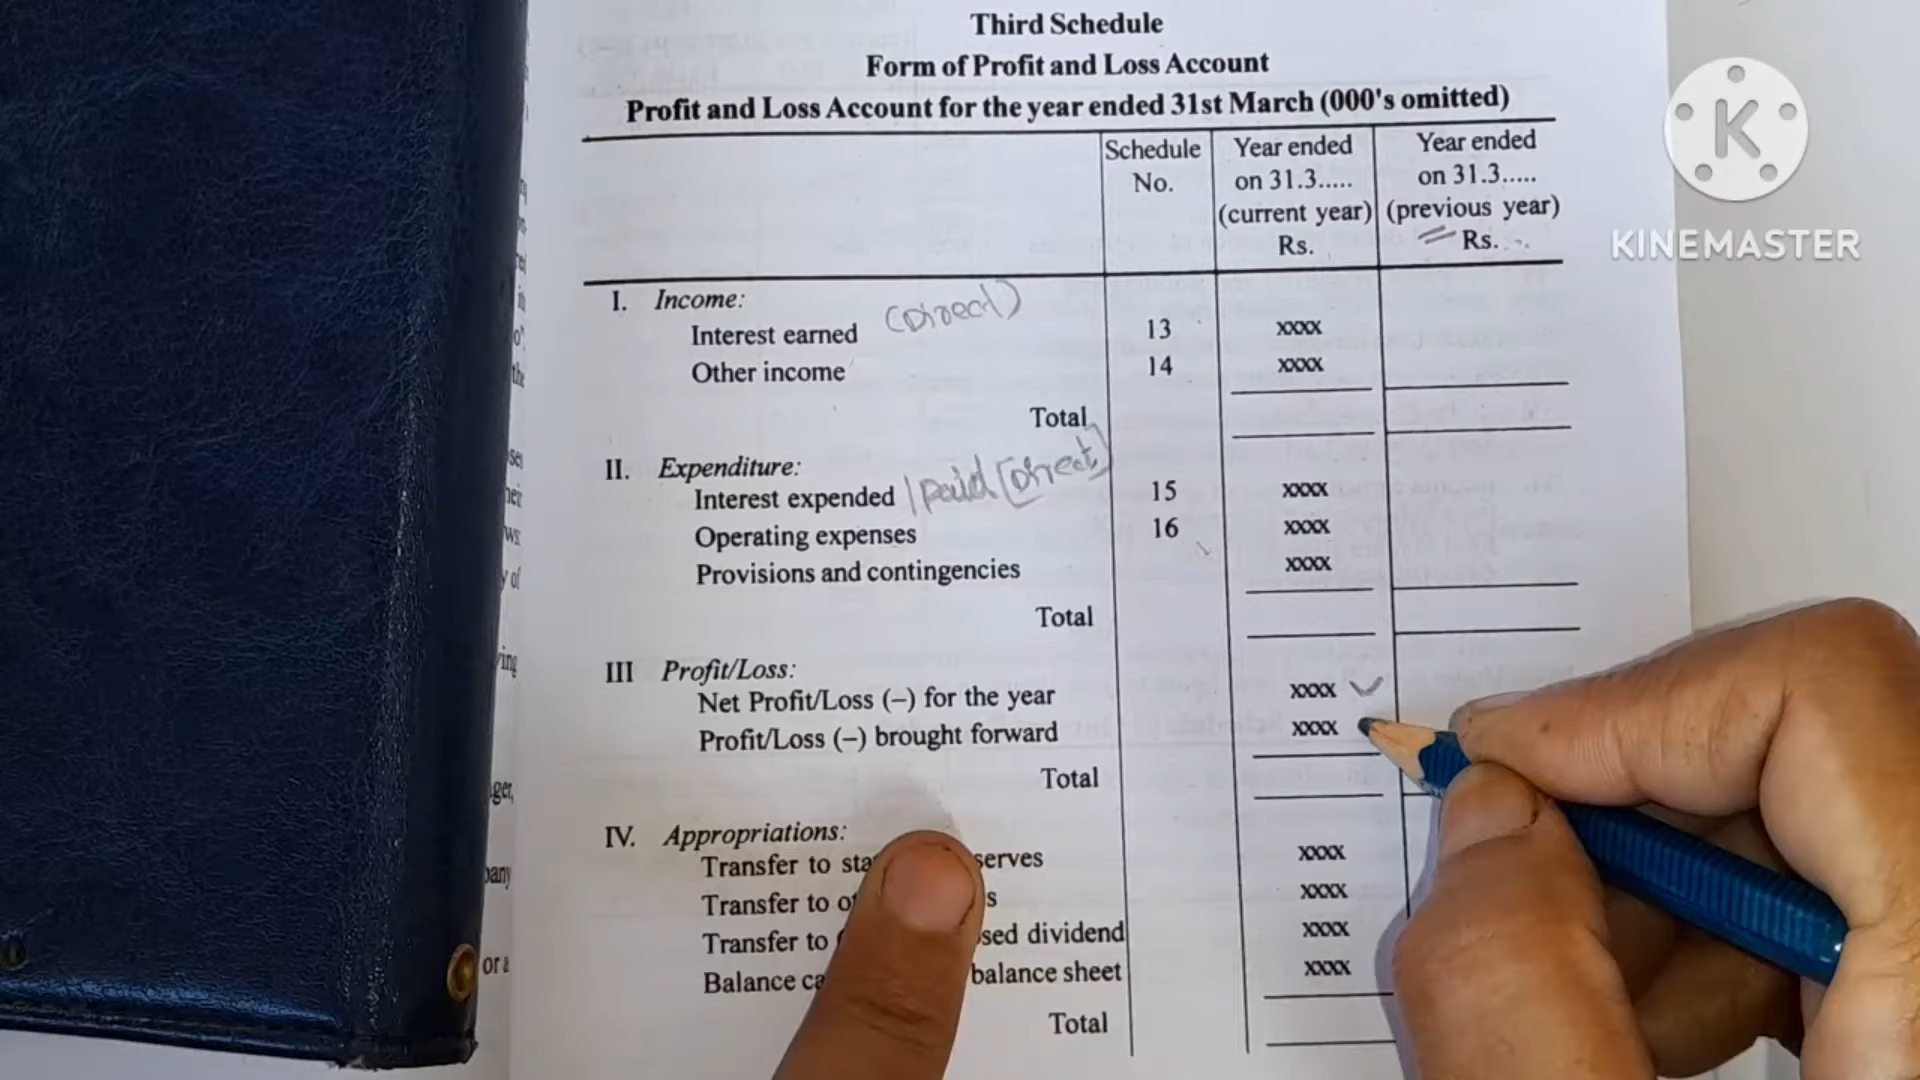 Third Schedule
Form of Profit and Loss Account
Profit and Loss Account for the year ended 31st March (000's omitted)
Schedule No. Year ended on 31.3..... (current year) Rs. Year ended on 31.3..... (previous year) Rs.
I. Income: (Direct)
Interest earned 13 xxxx
Other income 14 xxxx
Total
II. Expenditure:
Interest expended / paid [Direct] 15 xxxx
Operating expenses 16 xxxx
Provisions and contingencies xxxx
Total
III Profit/Loss:
Net Profit/Loss (–) for the year xxxx
Profit/Loss (–) brought forward xxxx
Total
IV. Appropriations:
Transfer to serves xxxx
Transfer to xxxx
Transfer to dividend xxxx
Balance balance sheet xxxx
Total
KINEMASTER